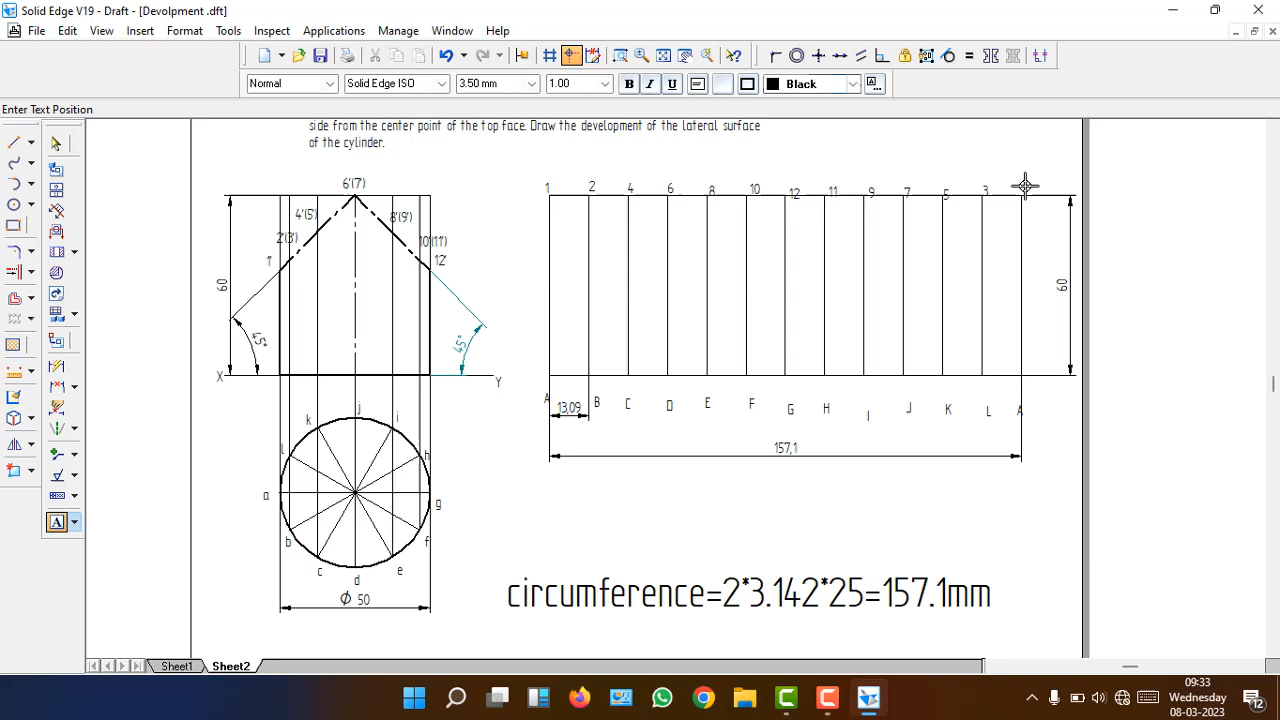 Solid Edge V19 - Draft - [Devolpment .dft]
File Edit View Insert Format Tools Inspect Applications Manage Window Help
Normal Solid Edge ISO 3.50 mm 1.00 B I U Black
Enter Text Position
side from the center point of the top face. Draw the development of the lateral surface
of the cylinder.
6'(7')
4'(5') 8'(9')
2'(3') 10'(11')
1' 12'
60
45° 45°
X Y
1 2 4 6 8 10 12 11 9 7 5 3
60
A B C D E F G H I J K L A
13,09
157,1
k j i
l h
a g
b f
c d e
ϕ 50
circumference=2*3.142*25=157.1mm
A
Sheet1 Sheet2
09:33
Wednesday
08-03-2023
12